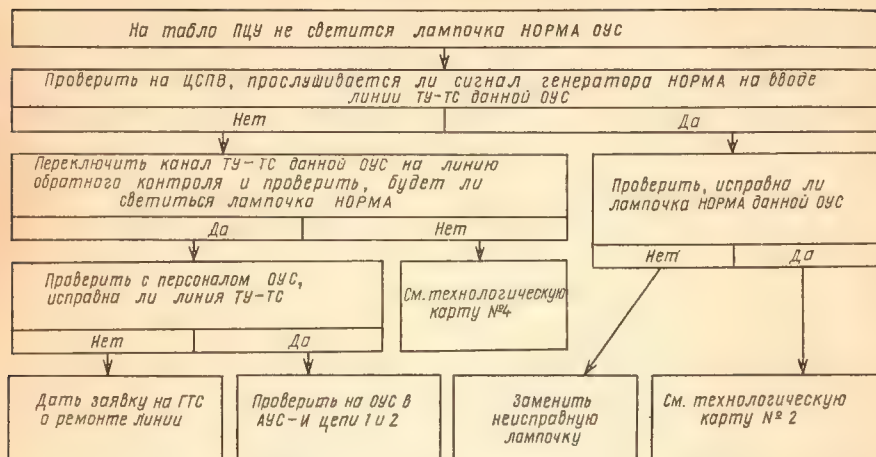 На табло ПЦУ не светится лампочка НОРМА ОУС
Проверить на ЦСПВ, прослушивается ли сигнал генератора НОРМА на вводе
линии ТУ-ТС данной ОУС
Нет
Да
Переключить канал ТУ-ТС данной ОУС на линию
обратного контроля и проверить, будет ли
светиться лампочка НОРМА
Проверить, исправна ли
лампочка НОРМА данной ОУС
Да
Нет
Нет
Да
Проверить с персоналом ОУС,
исправна ли линия ТУ-ТС
См. технологическую
карту №4
Нет
Да
Дать заявку на ГТС
о ремонте линии
Проверить на ОУС в
АУС-И цепи 1 и 2
Заменить
неисправную
лампочку
См. технологическую
карту № 2